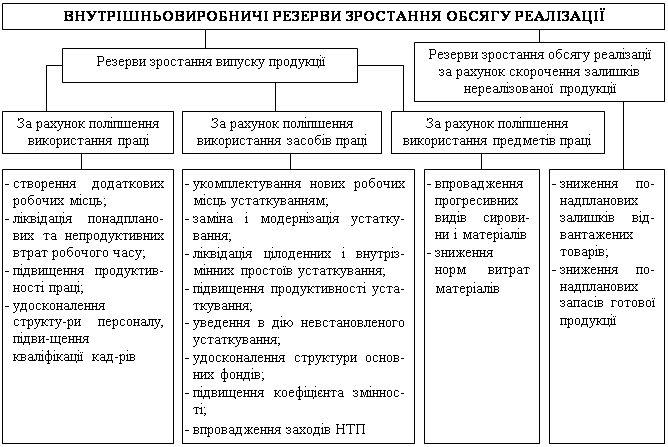 ВНУТРІШНЬОВИРОБНИЧІ РЕЗЕРВИ ЗРОСТАННЯ ОБСЯГУ РЕАЛІЗАЦІЇ
Резерви зростання випуску продукції
Резерви зростання обсягу реалізації
за рахунок скорочення залишків
нереалізованої продукції
За рахунок поліпшення
використання праці
За рахунок поліпшення
використання засобів праці
За рахунок поліпшення
використання предметів праці
- створення додаткових
робочих місць;
- ліквідація понадплано-
вих та непродуктивних
втрат робочого часу;
- підвищення продуктив-
ності праці;
- удосконалення
структу-ри персоналу,
підви-щення
кваліфікації кад-рів
- укомплектування нових робочих
місць устаткуванням;
- заміна і модернізація устатку-
вання;
- ліквідація цілоденних і внутріз-
мінних простоїв устаткування;
- підвищення продуктивності уста-
ткування;
- уведення в дію невстановленого
устаткування;
- удосконалення структури основ-
них фондів;
- підвищення коефіцієнта змінно-
сті;
- впровадження заходів НТП
- впровадження
прогресивних
видів сирови-
ни і матеріалів
- зниження
норм витрат
матеріалів
- зниження по-
надпланових
залишків від-
вантажених
товарів;
- зниження по-
надпланових
запасів готової
продукції